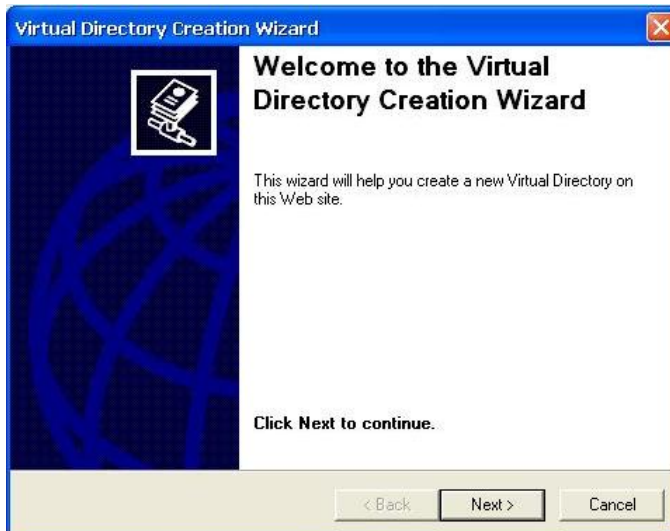 Virtual Directory Creation Wizard
Welcome to the Virtual
Directory Creation Wizard
This wizard will help you create a new Virtual Directory on
this Web site.
Click Next to continue.
< Back
Next >
Cancel